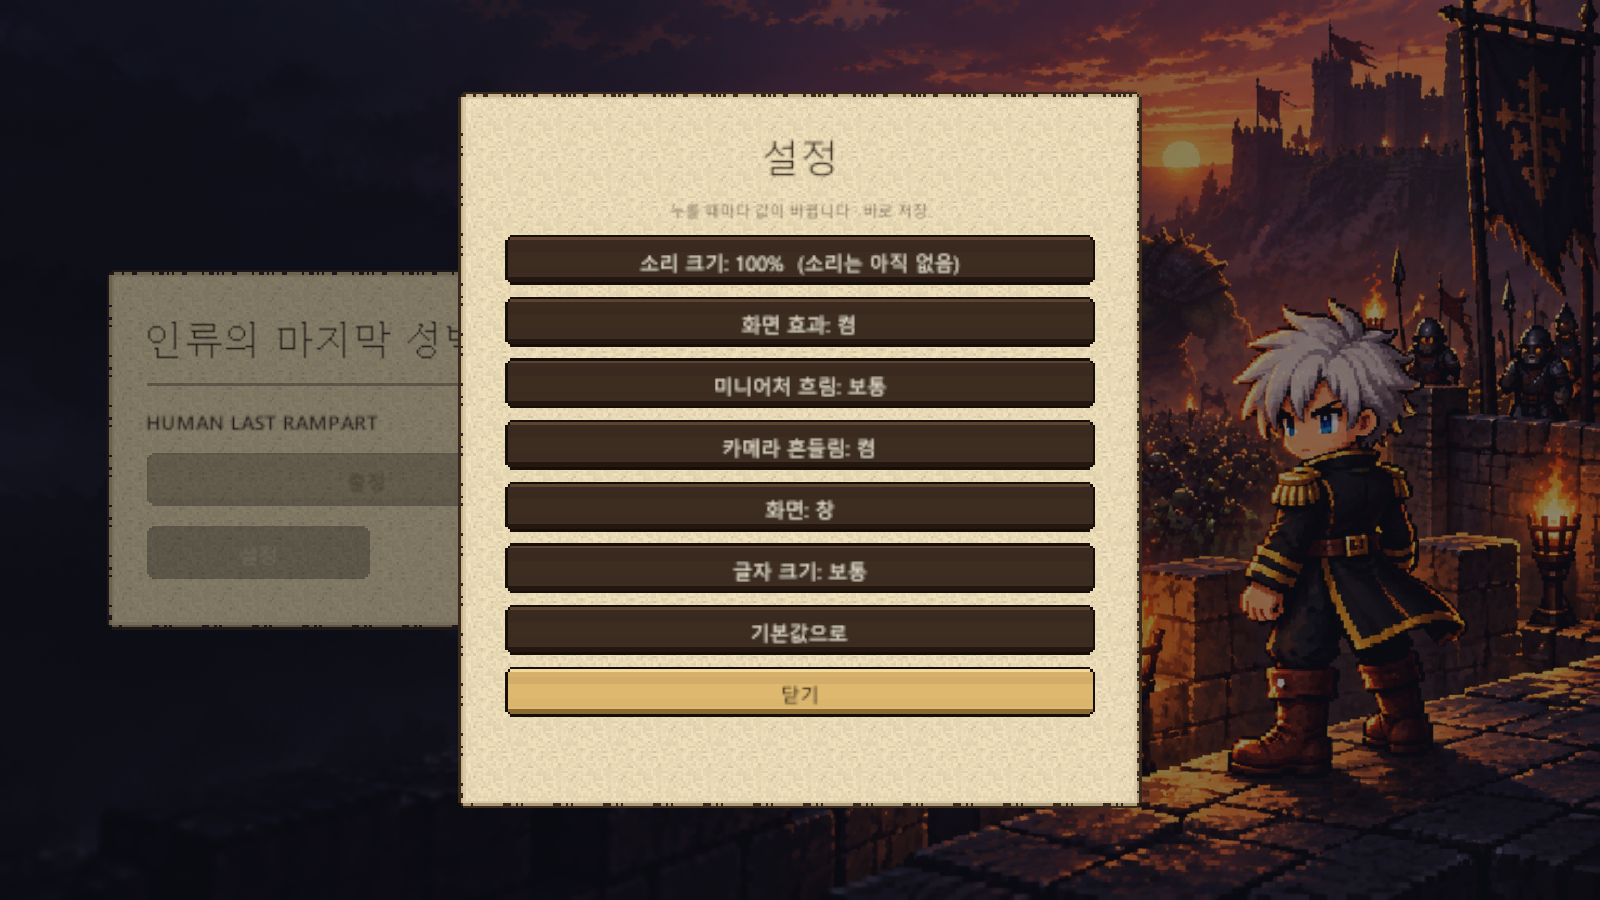 설정
누를 때마다 값이 바뀝니다 · 바로 저장
소리 크기: 100% (소리는 아직 없음)
화면 효과: 켬
미니어처 흐림: 보통
카메라 흔들림: 켬
화면: 창
글자 크기: 보통
기본값으로
닫기
인류의 마지막
HUMAN LAST RAMPART
설정